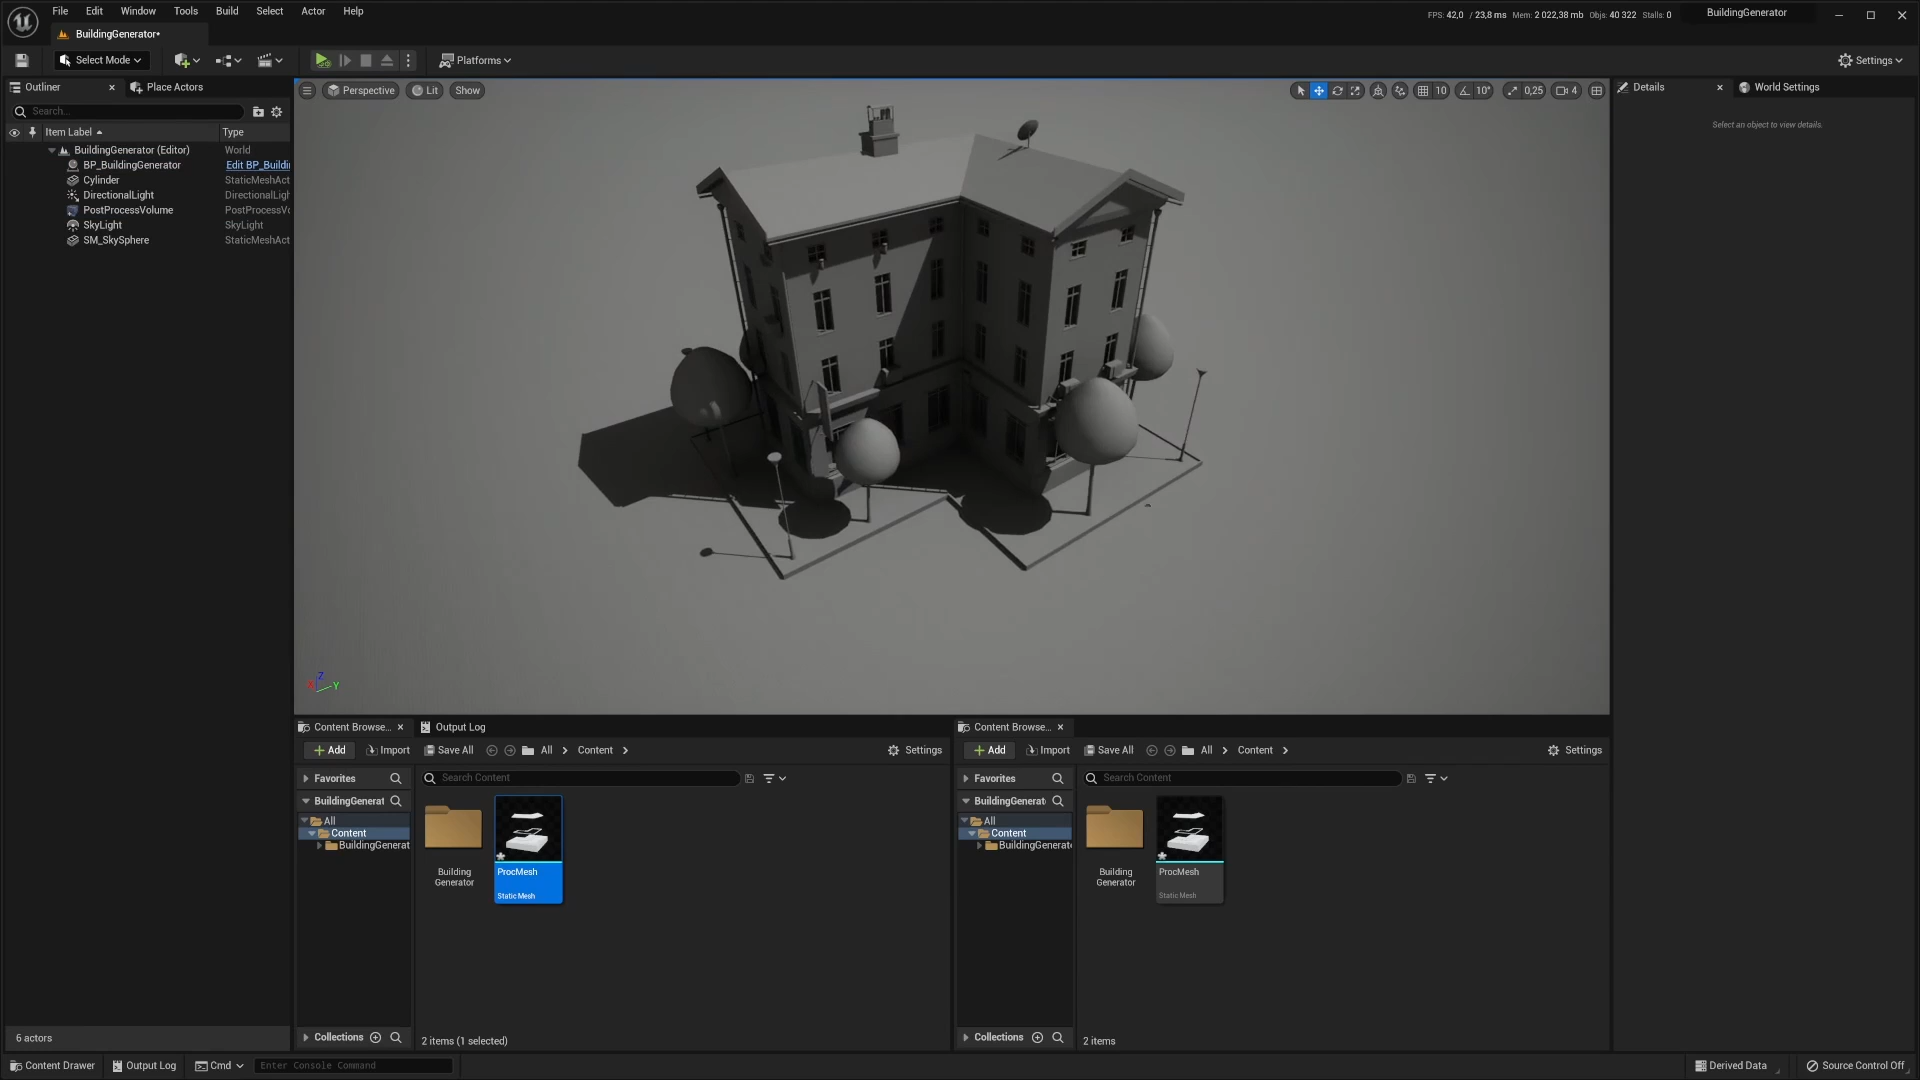 File Edit Window Tools Build Select Actor Help
FPS: 42,0 / 23,8 ms Mem: 2 022,38 mb Objs: 40 322 Stalls: 0
BuildingGenerator
BuildingGenerator*
Select Mode
Platforms
Settings
Outliner
Place Actors
Search...
Item Label
Type
BuildingGenerator (Editor) World
BP_BuildingGenerator Edit BP_Buildi
Cylinder StaticMeshAct
DirectionalLight DirectionalLigh
PostProcessVolume PostProcessVo
SkyLight SkyLight
SM_SkySphere StaticMeshAct
6 actors
Perspective Lit Show
10 10° 0,25 4
Z
X
Y
Details
World Settings
Select an object to view details.
Content Browse...
Output Log
Add Import Save All All Content Settings
Favorites
Search Content
BuildingGenerat
All
Content
BuildingGenerat
Building
Generator
ProcMesh
Static Mesh
Collections
2 items (1 selected)
Content Browse...
Add Import Save All All Content Settings
Favorites
Search Content
BuildingGenerat
All
Content
BuildingGenerat
Building
Generator
ProcMesh
Static Mesh
Collections
2 items
Content Drawer Output Log Cmd Enter Console Command
Derived Data Source Control Off